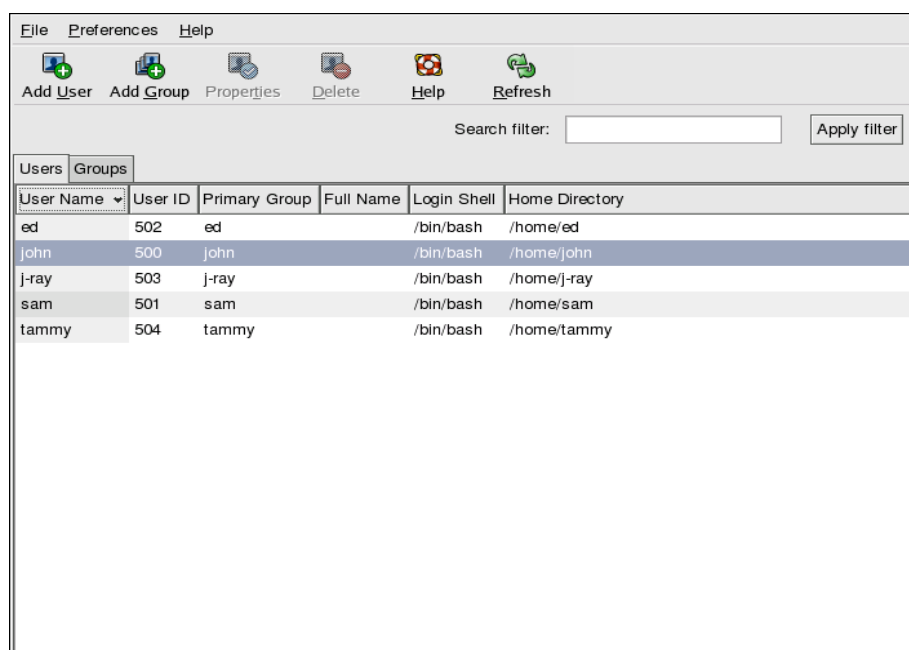 File Preferences Help
Add User Add Group Properties Delete Help Refresh
Search filter: Apply filter
Users Groups
User Name User ID Primary Group Full Name Login Shell Home Directory
ed 502 ed /bin/bash /home/ed
john 500 john /bin/bash /home/john
j-ray 503 j-ray /bin/bash /home/j-ray
sam 501 sam /bin/bash /home/sam
tammy 504 tammy /bin/bash /home/tammy